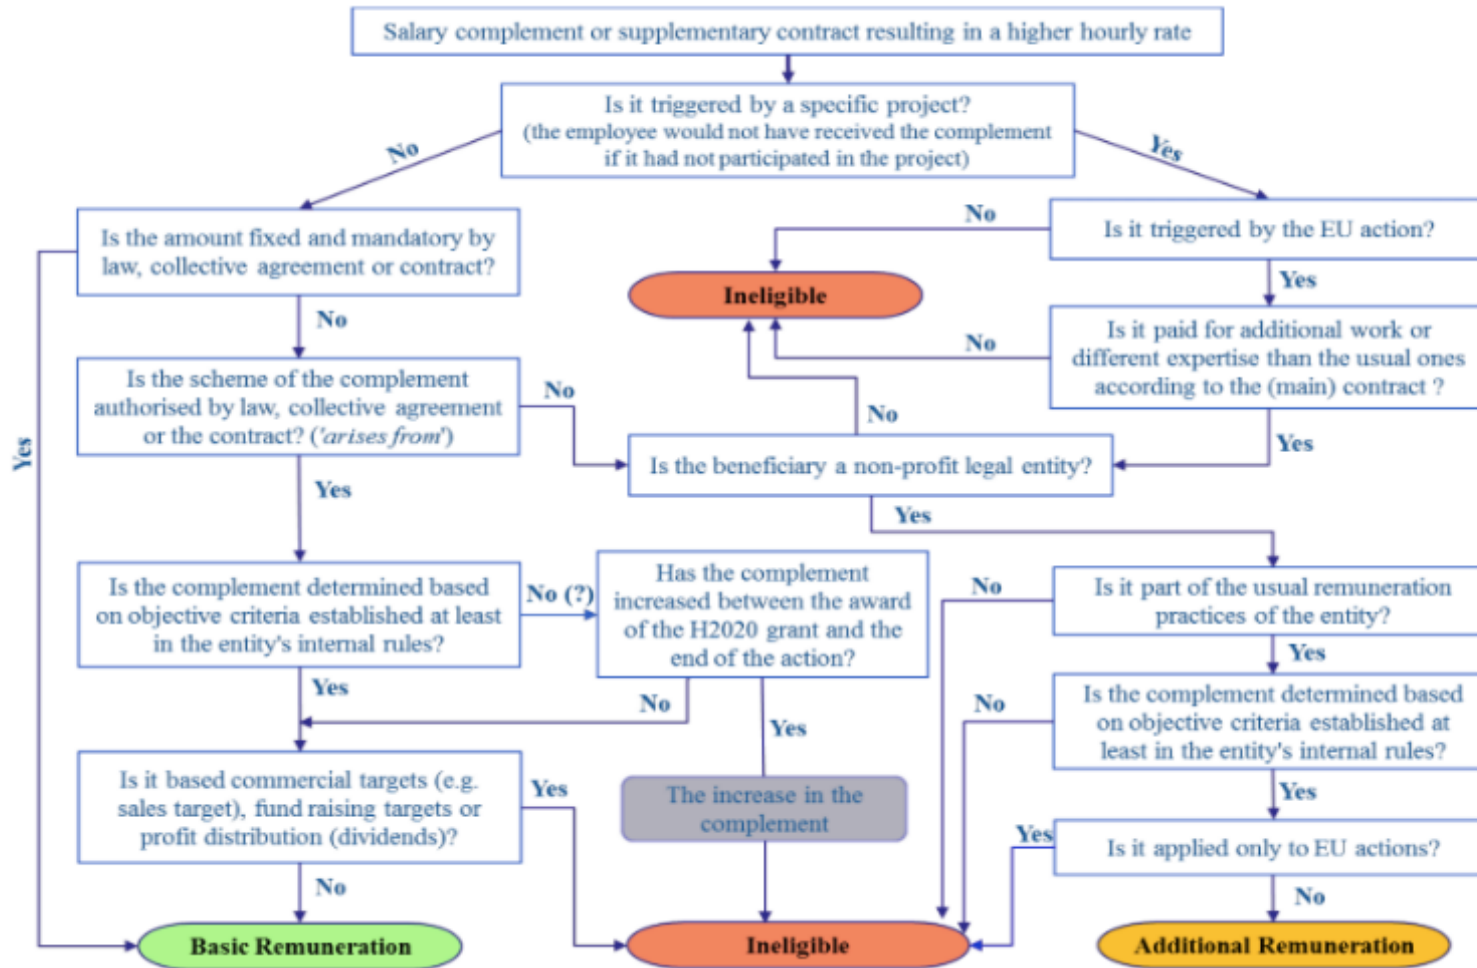 Salary complement or supplementary contract resulting in a higher hourly rate
Is it triggered by a specific project?
(the employee would not have received the complement
if it had not participated in the project)
No
Yes
Is the amount fixed and mandatory by
law, collective agreement or contract?
No
Is it triggered by the EU action?
Ineligible
Yes
No
Is it paid for additional work or
different expertise than the usual ones
according to the (main) contract ?
No
Is the scheme of the complement
authorised by law, collective agreement
or the contract? ('arises from')
No
No
Yes
Yes
Is the beneficiary a non-profit legal entity?
Yes
Yes
Is the complement determined based
on objective criteria established at least
in the entity's internal rules?
No (?)
Has the complement
increased between the award
of the H2020 grant and the
end of the action?
No
Is it part of the usual remuneration
practices of the entity?
Yes
Yes
No
Yes
No
Is the complement determined based
on objective criteria established at
least in the entity's internal rules?
Is it based commercial targets (e.g.
sales target), fund raising targets or
profit distribution (dividends)?
Yes
The increase in the
complement
Yes
Yes
Is it applied only to EU actions?
No
No
Basic Remuneration
Ineligible
Additional Remuneration